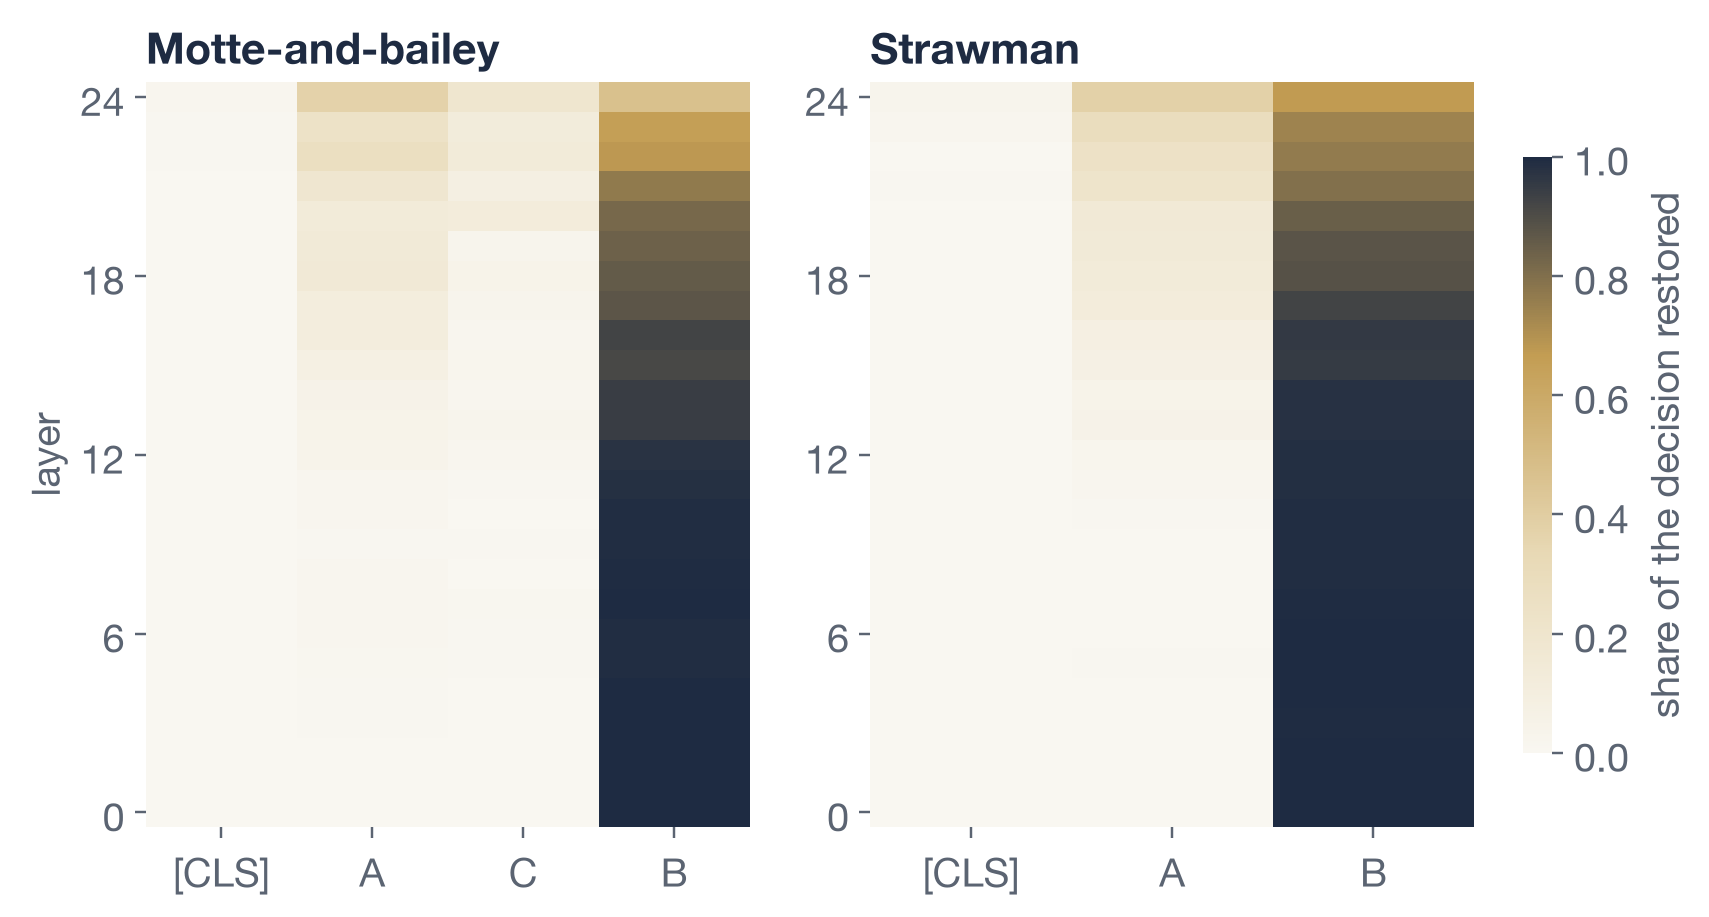 Motte-and-bailey
24
18
12
6
0
layer
[CLS] A C B
Strawman
24
18
12
6
0
[CLS] A B
1.0
0.8
0.6
0.4
0.2
0.0
share of the decision restored